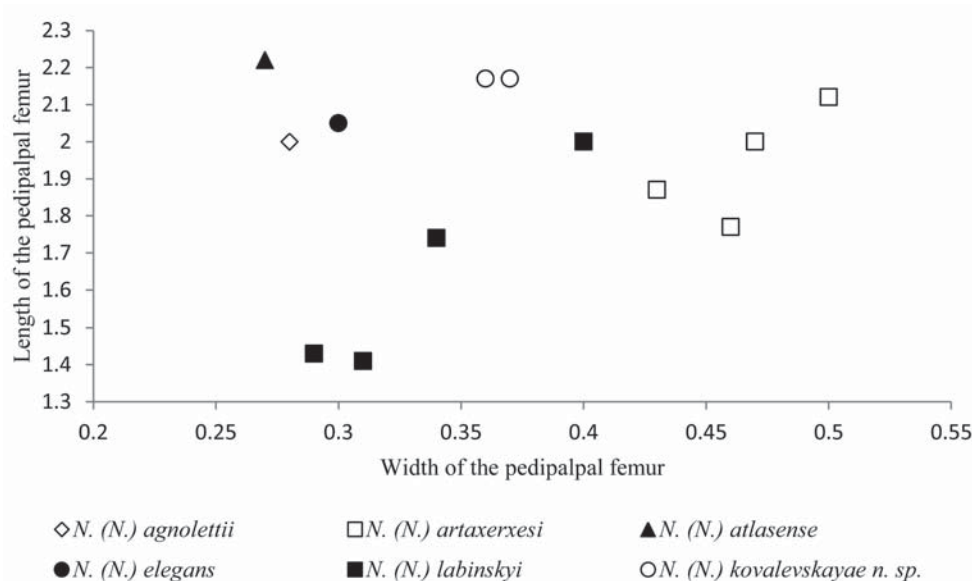 2.3
2.2
2.1
2
1.9
1.8
1.7
1.6
1.5
1.4
1.3
Length of the pedipalpal femur
0.2 0.25 0.3 0.35 0.4 0.45 0.5 0.55
Width of the pedipalpal femur
N. (N.) agnolettii N. (N.) artaxerxesi N. (N.) atlasense
N. (N.) elegans N. (N.) labinskyi N. (N.) kovalevskayae n. sp.